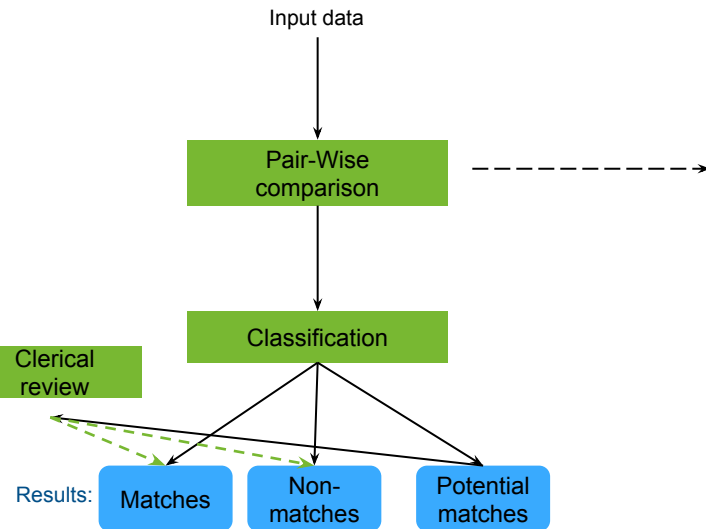 Input data
Pair-Wise
comparison
Classification
Clerical
review
Results:
Matches
Non-
matches
Potential
matches